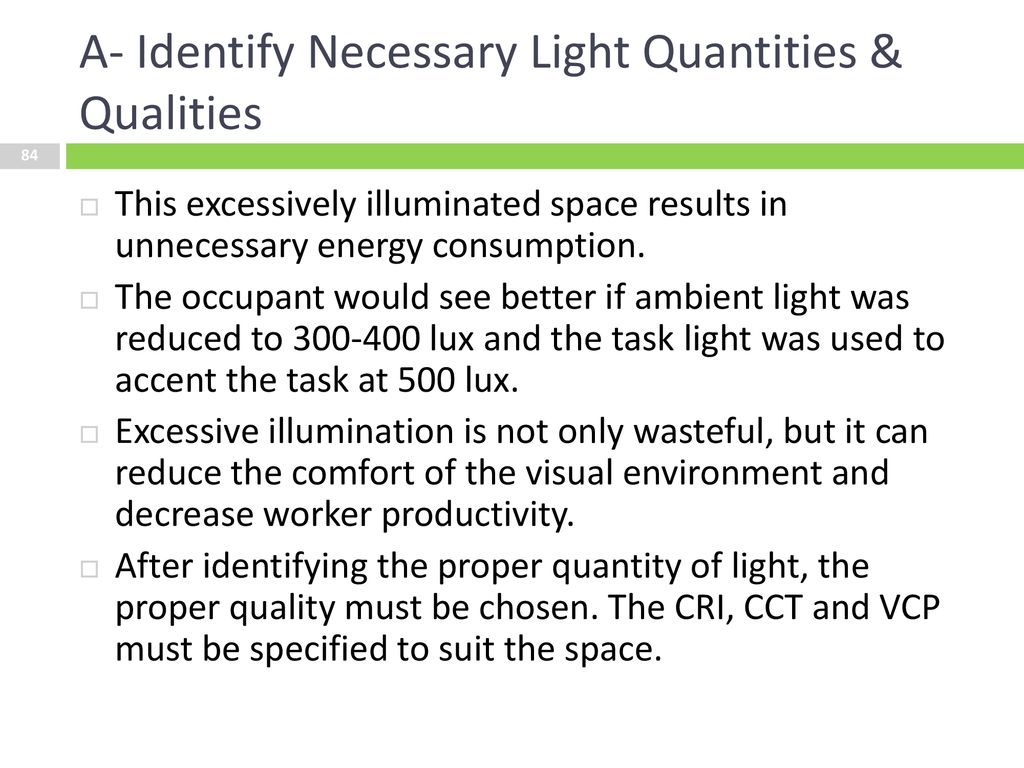 A- Identify Necessary Light Quantities &
Qualities
84
This excessively illuminated space results in
unnecessary energy consumption.
The occupant would see better if ambient light was
reduced to 300-400 lux and the task light was used to
accent the task at 500 lux.
Excessive illumination is not only wasteful, but it can
reduce the comfort of the visual environment and
decrease worker productivity.
After identifying the proper quantity of light, the
proper quality must be chosen. The CRI, CCT and VCP
must be specified to suit the space.